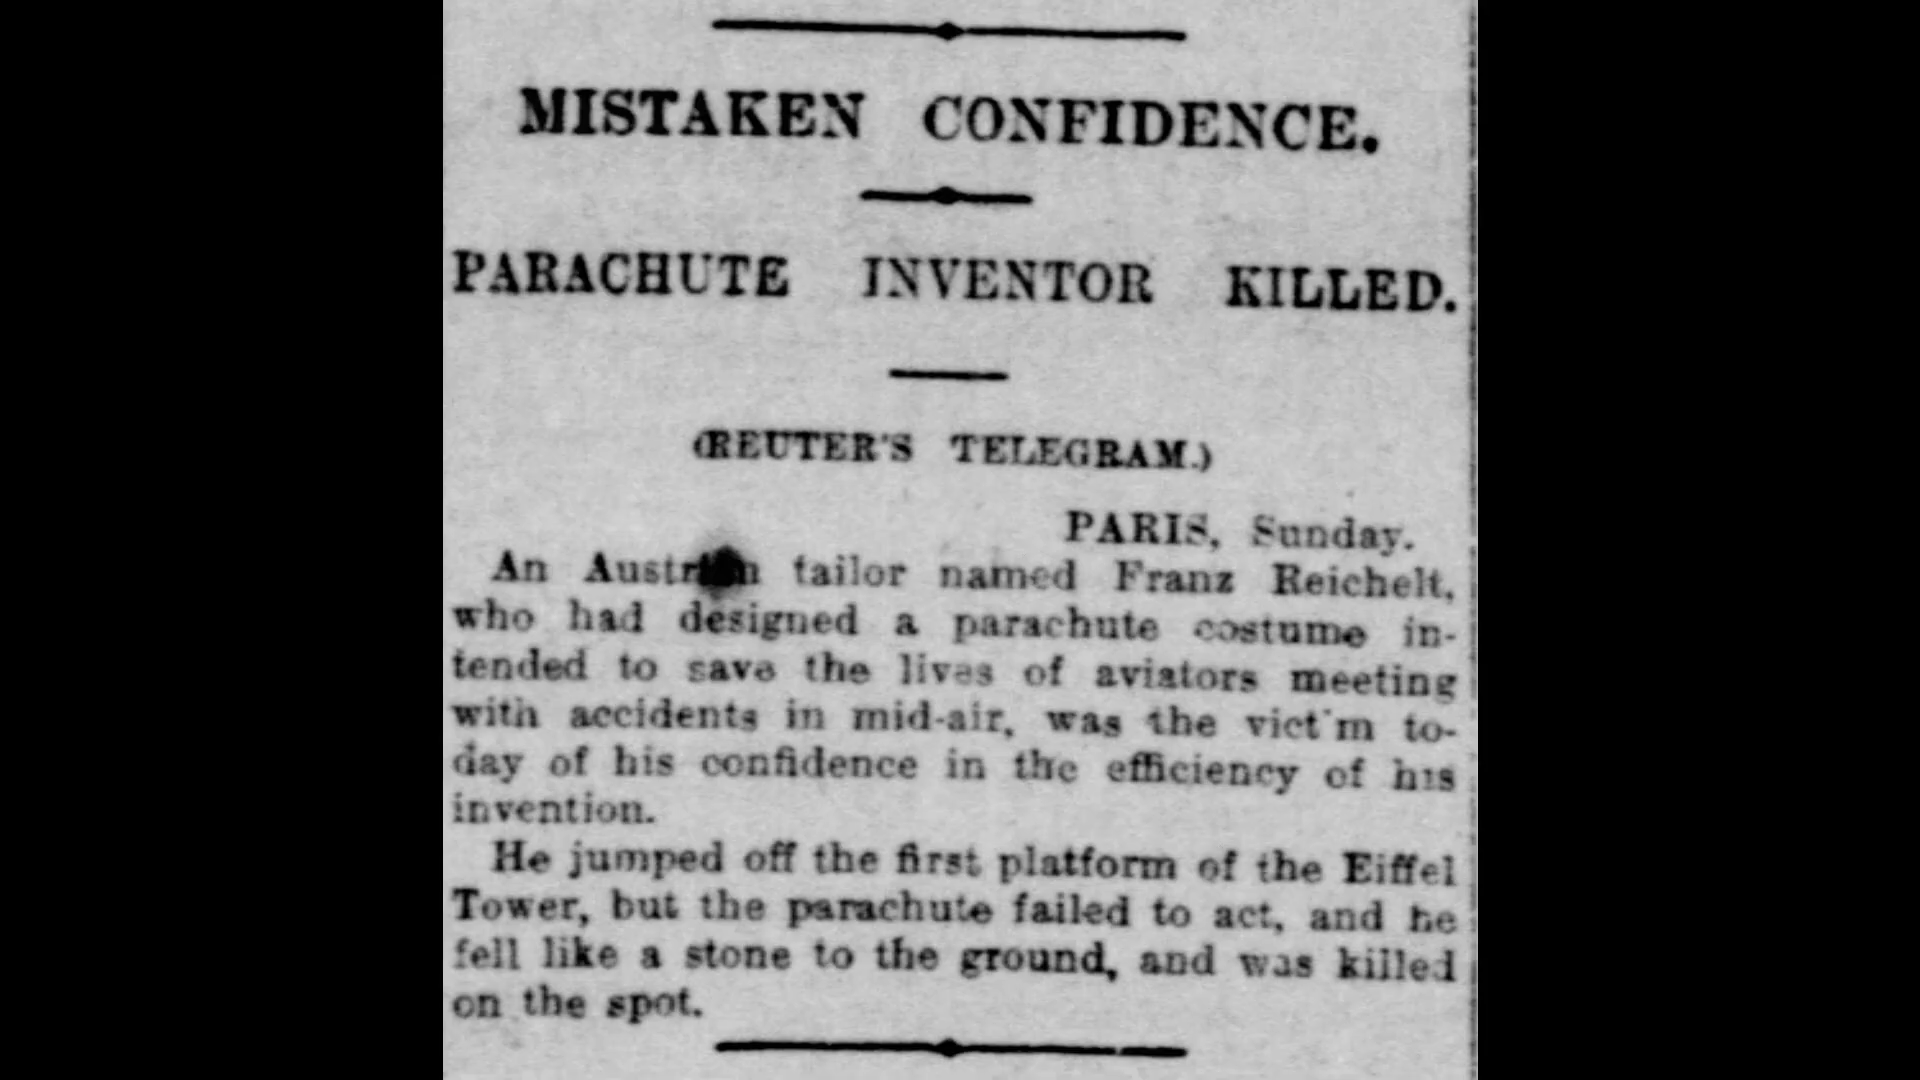 MISTAKEN CONFIDENCE.
PARACHUTE INVENTOR KILLED.
(REUTER'S TELEGRAM.)
PARIS, Sunday.
An Austrian tailor named Franz Reichelt,
who had designed a parachute costume in-
tended to save the lives of aviators meeting
with accidents in mid-air, was the vict'm to-
day of his confidence in the efficiency of his
invention.
He jumped off the first platform of the Eiffel
Tower, but the parachute failed to act, and he
fell like a stone to the ground, and was killed
on the spot.